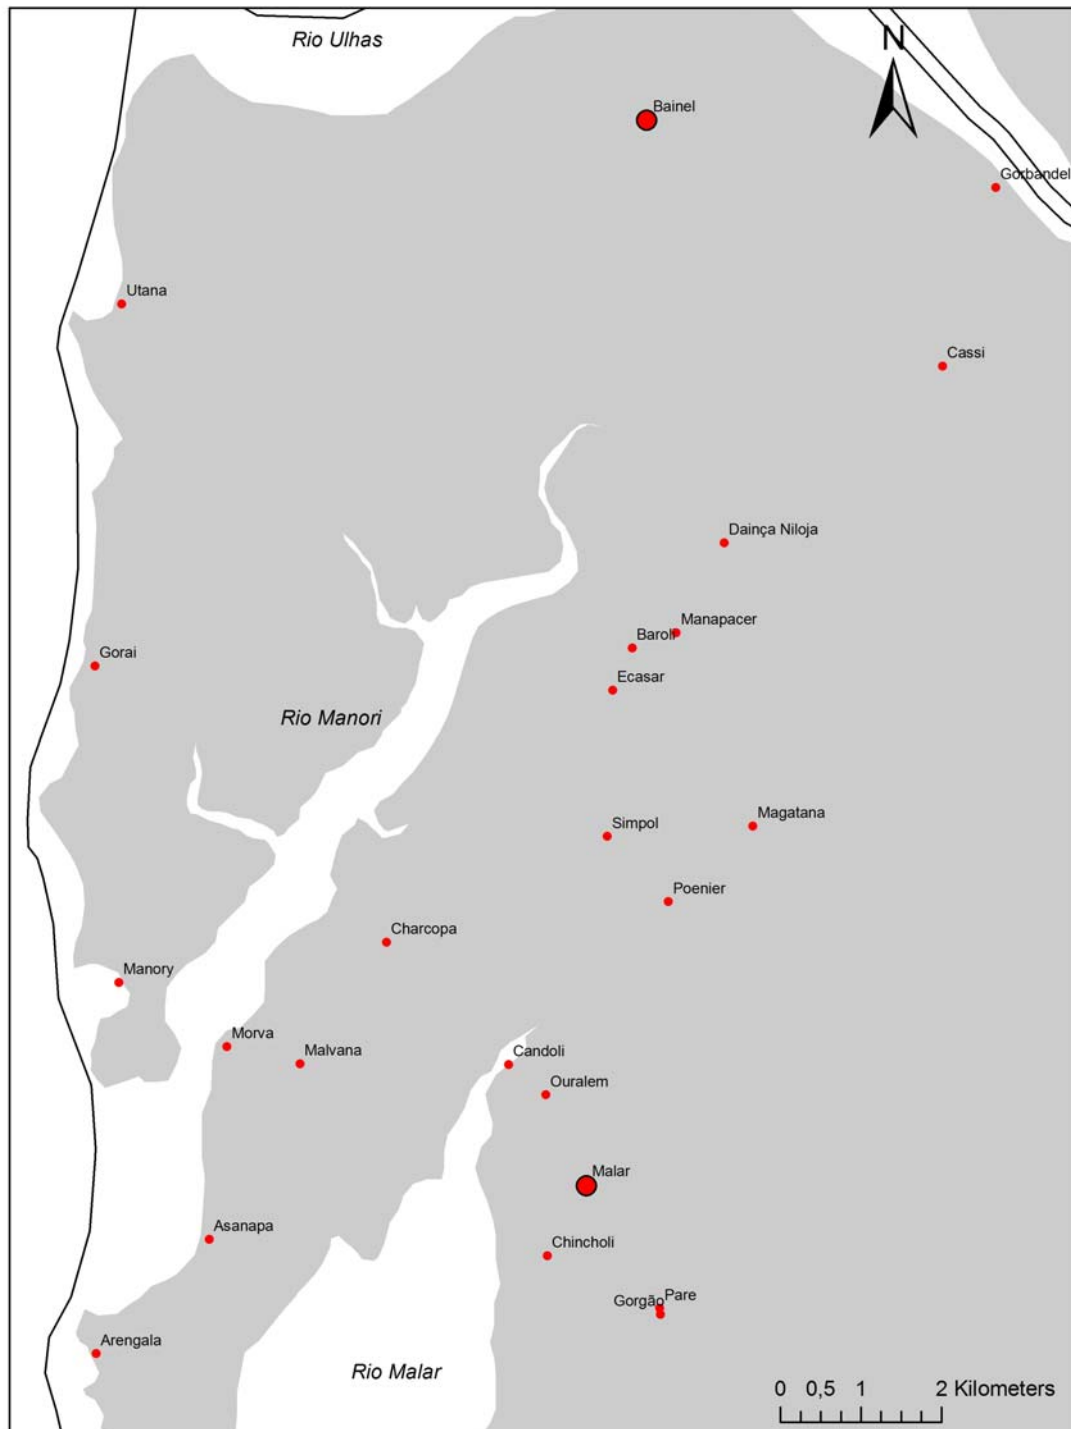 Rio Ulhas
N
Bainel
Gorbandel
Utana
Cassi
Dainça Niloja
Manapacer
Baroli
Gorai
Ecasar
Rio Manori
Magatana
Simpol
Poenier
Charcopa
Manory
Morva
Malvana
Candoli
Ouralem
Malar
Asanapa
Chincholi
Pare
Gorgão
Arengala
Rio Malar
0 0,5 1 2 Kilometers